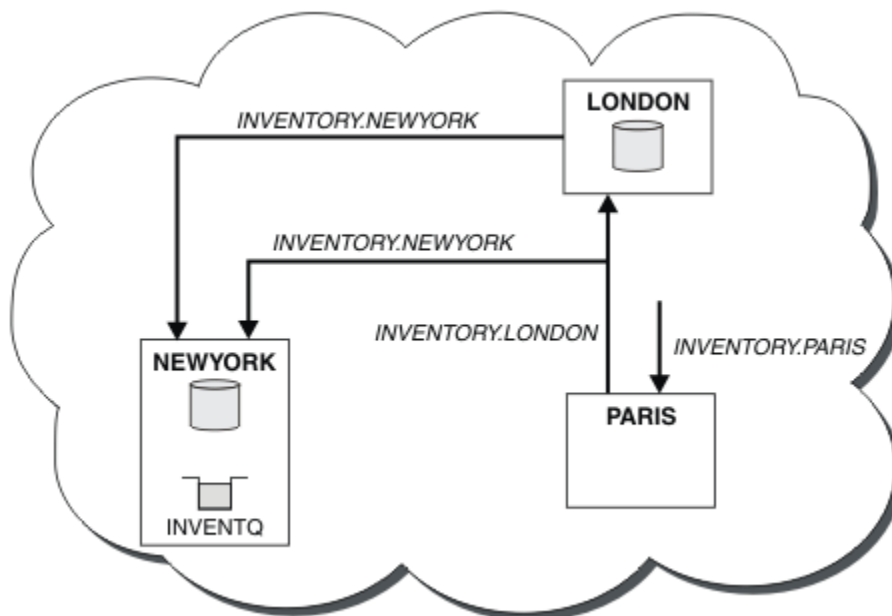 LONDON
INVENTORY.NEWYORK
INVENTORY.NEWYORK
INVENTORY.LONDON
INVENTORY.PARIS
NEWYORK
PARIS
INVENTQ